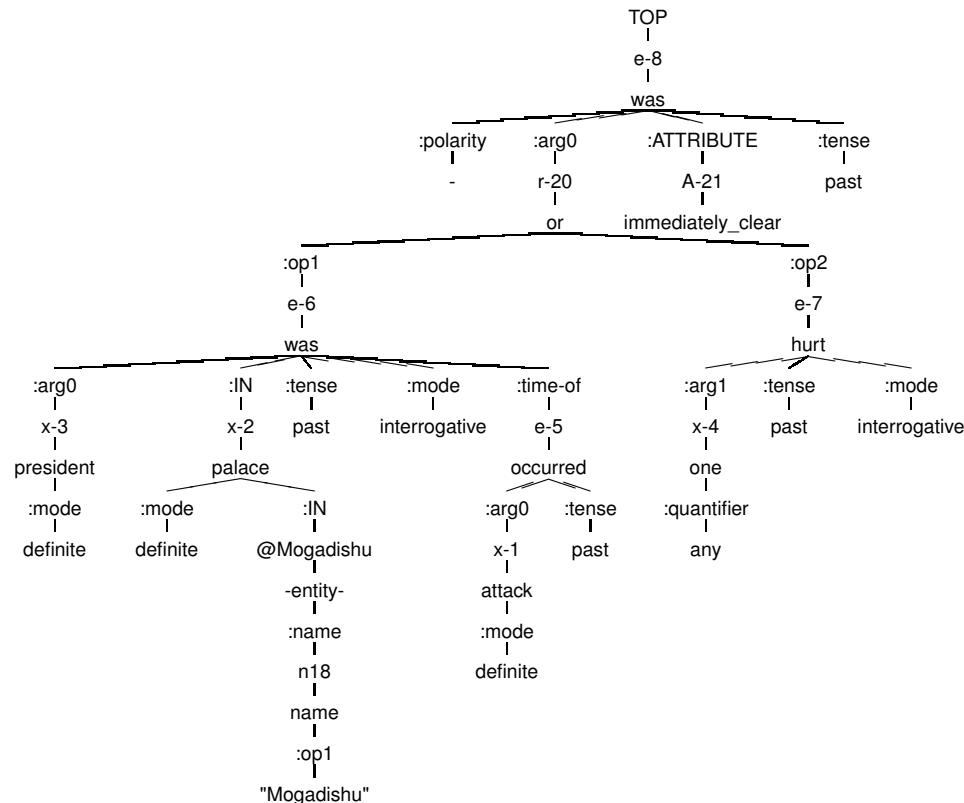 TOP
e-8
was
:polarity :arg0 :ATTRIBUTE :tense
- r-20 A-21 past
or immediately_clear
:op1 :op2
e-6 e-7
was hurt
:arg0 :IN :tense :mode :time-of :arg1 :tense :mode
x-3 x-2 past interrogative e-5 x-4 past interrogative
president palace occurred one
:mode :mode :IN :arg0 :tense :quantifier
definite definite @Mogadishu x-1 past any
-entity- attack
:name :mode
n18 definite
name
:op1
"Mogadishu"